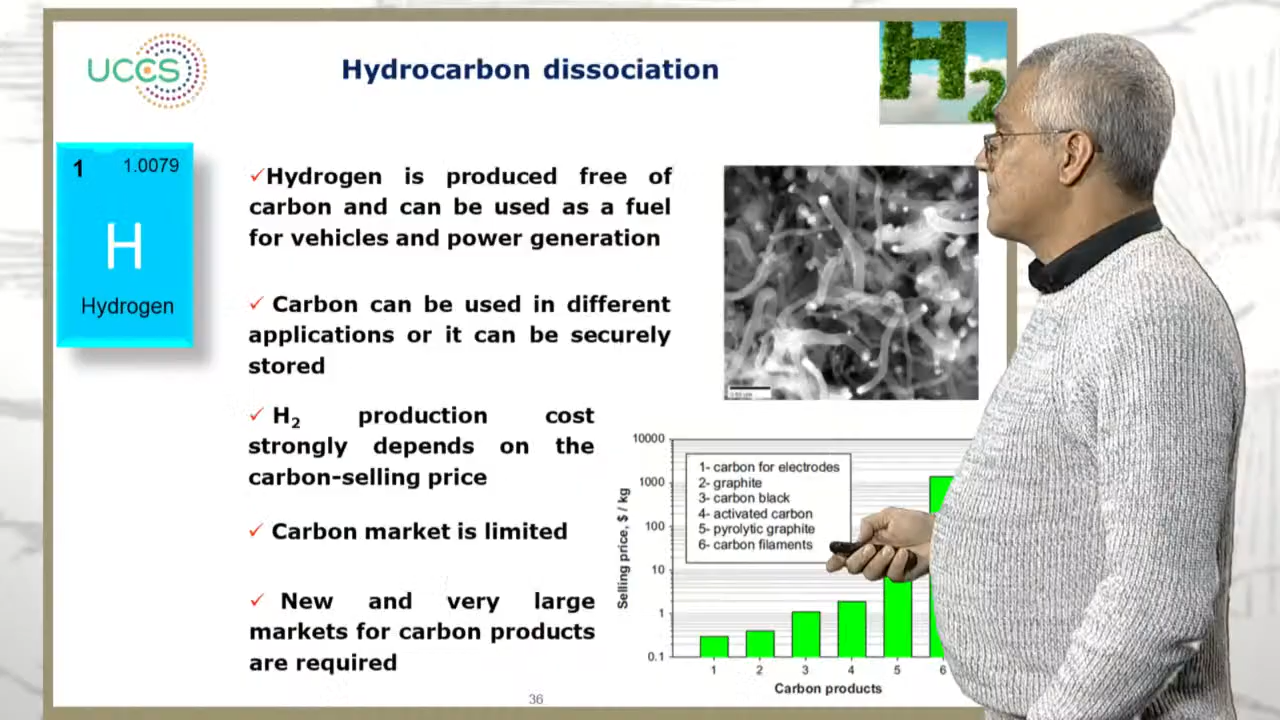 UCCS
Hydrocarbon dissociation
H2
1 1.0079
H
Hydrogen
✓Hydrogen is produced free of
carbon and can be used as a fuel
for vehicles and power generation
✓ Carbon can be used in different
applications or it can be securely
stored
✓ H₂ production cost
strongly depends on the
carbon-selling price
✓ Carbon market is limited
✓ New and very large
markets for carbon products
are required
10000
1000
100
10
1
0.1
Selling price, $ / kg
1- carbon for electrodes
2- graphite
3- carbon black
4- activated carbon
5- pyrolytic graphite
6- carbon filaments
1 2 3 4 5 6
Carbon products
36